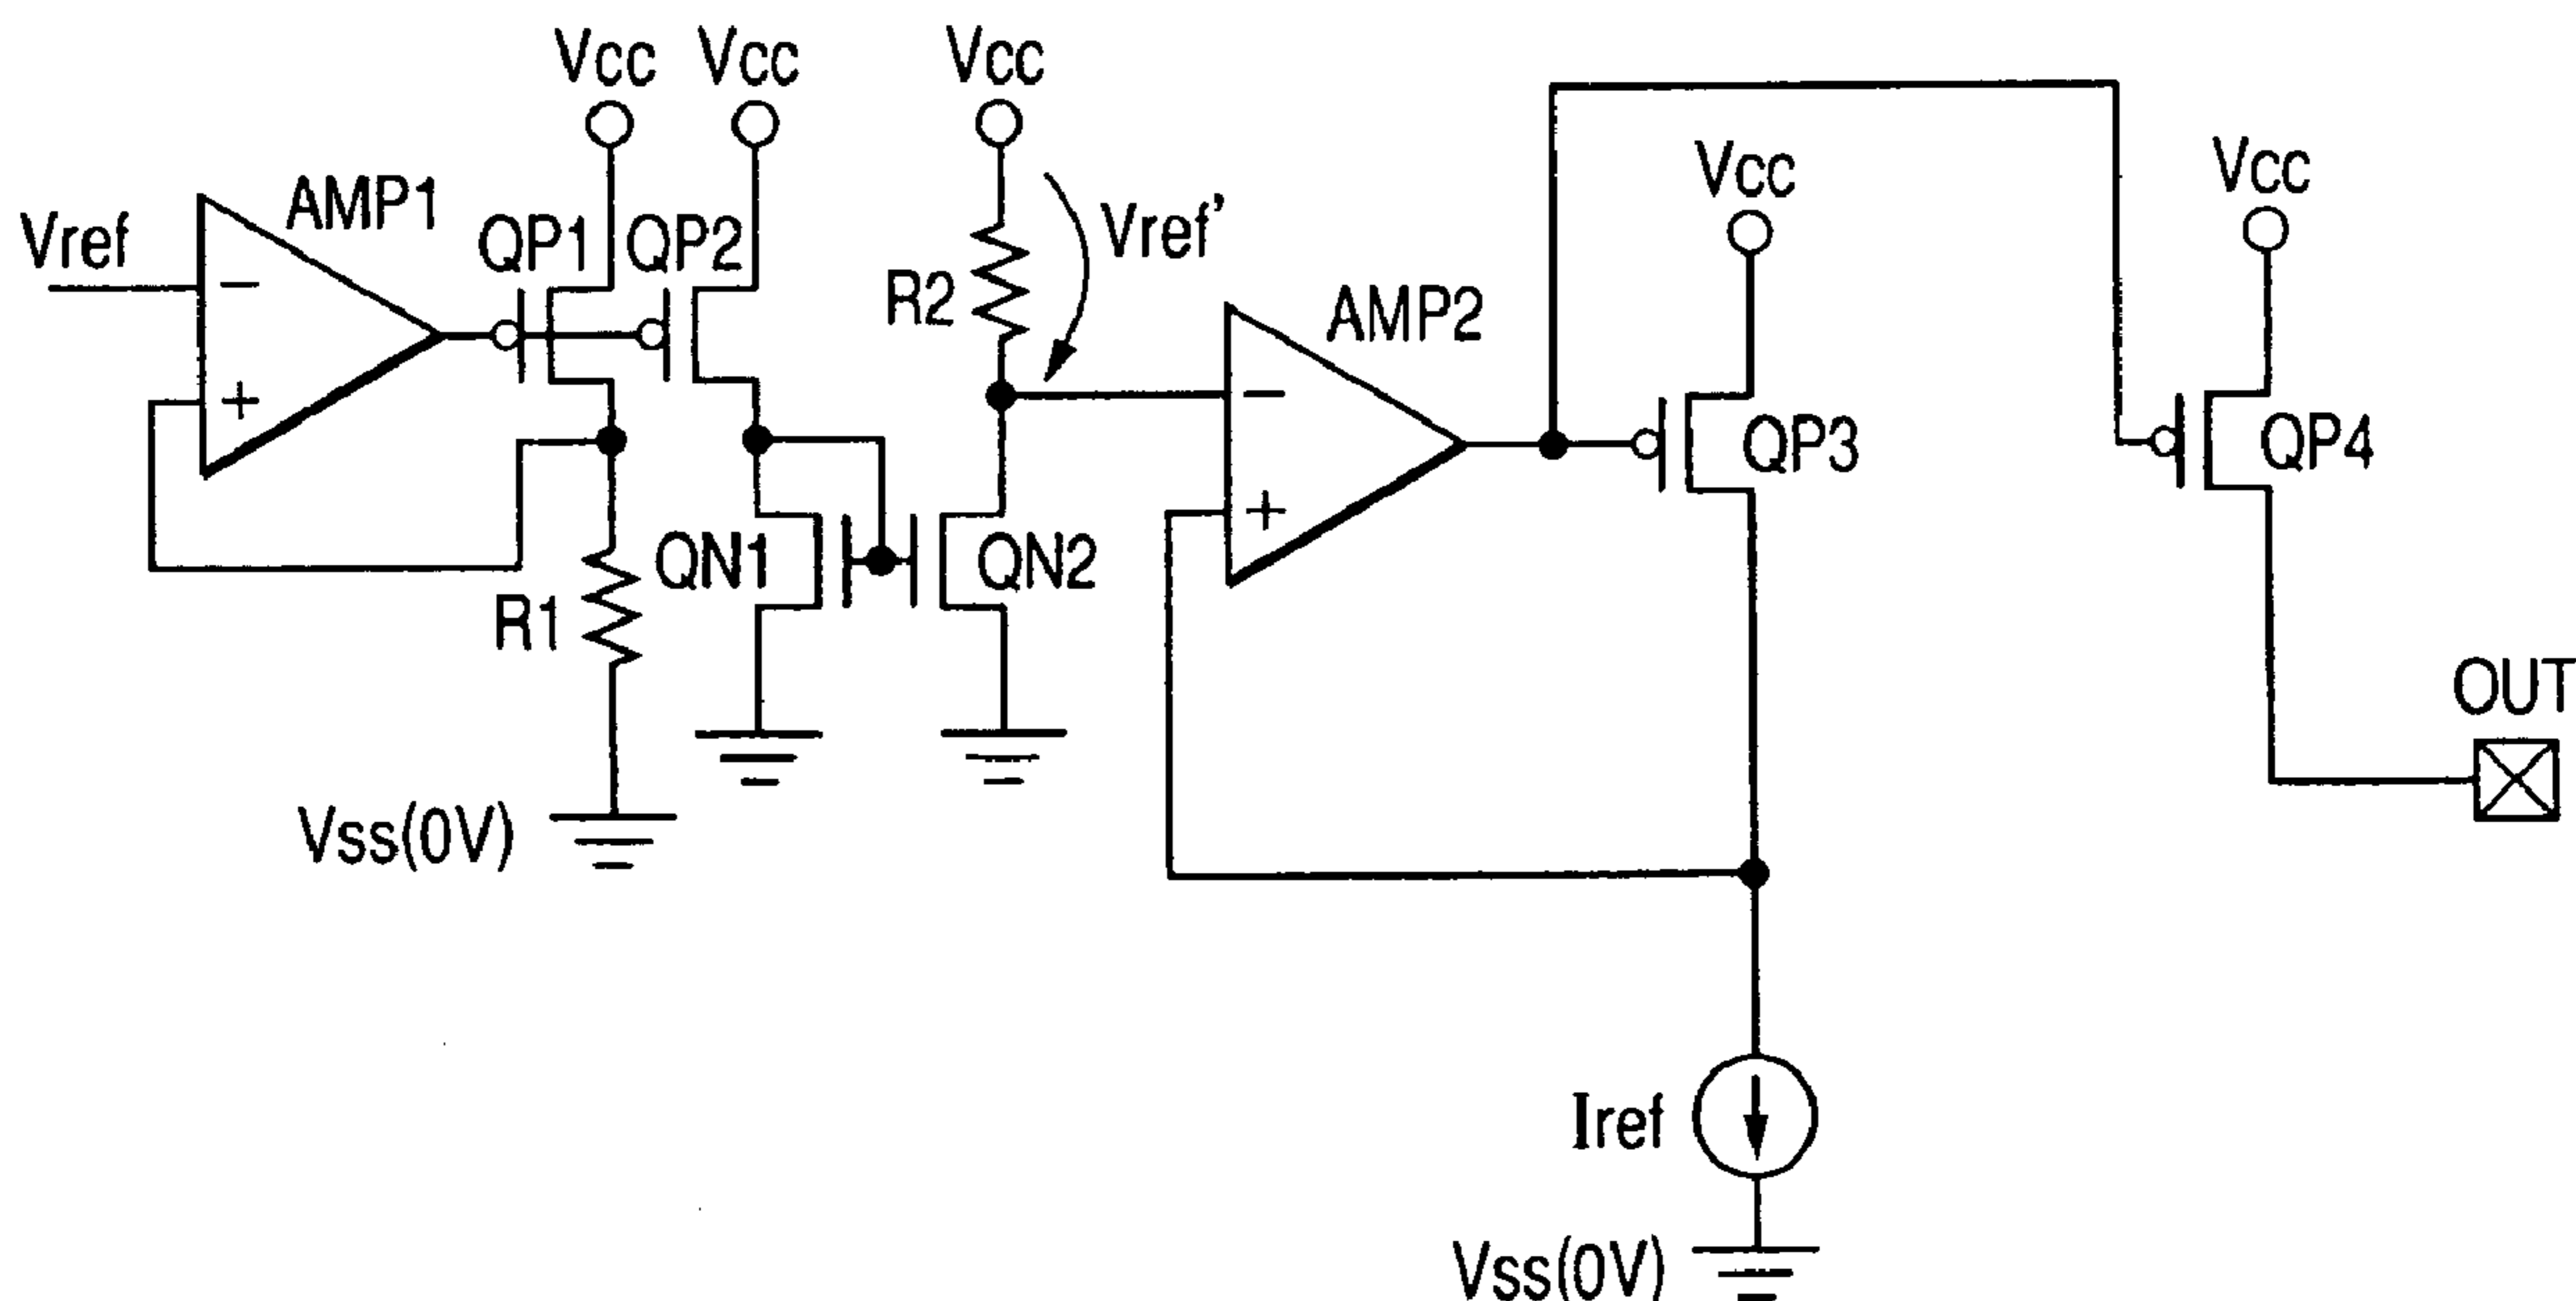 Vcc
Vcc
Vcc
Vref
AMP1
QP1
QP2
R2
Vref'
AMP2
Vcc
Vcc
−
+
−
+
QP3
QP4
QN1
QN2
R1
Vss(0V)
OUT
Iref
Vss(0V)